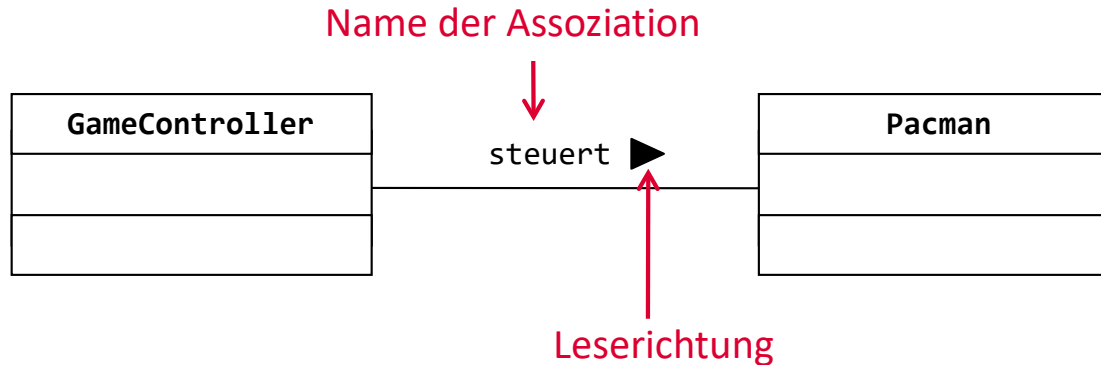 Name der Assoziation
GameController
steuert
Pacman
Leserichtung